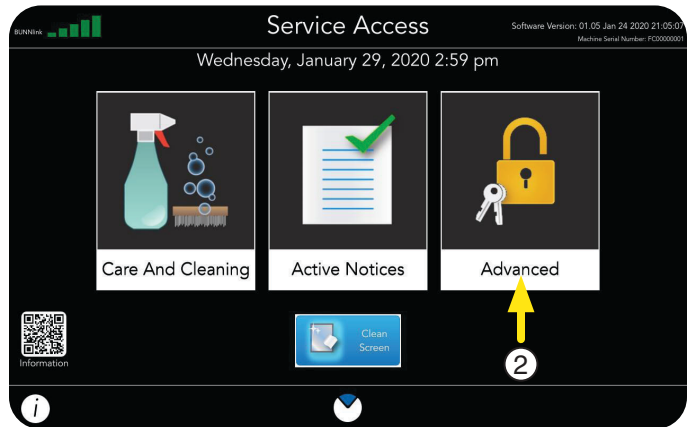 BUNNlink
Service Access
Software Version: 01.05 Jan 24 2020 21:05:07
Machine Serial Number: FC00000001
Wednesday, January 29, 2020 2:59 pm
Care And Cleaning
Active Notices
Advanced
Clean
Screen
Information
2
i